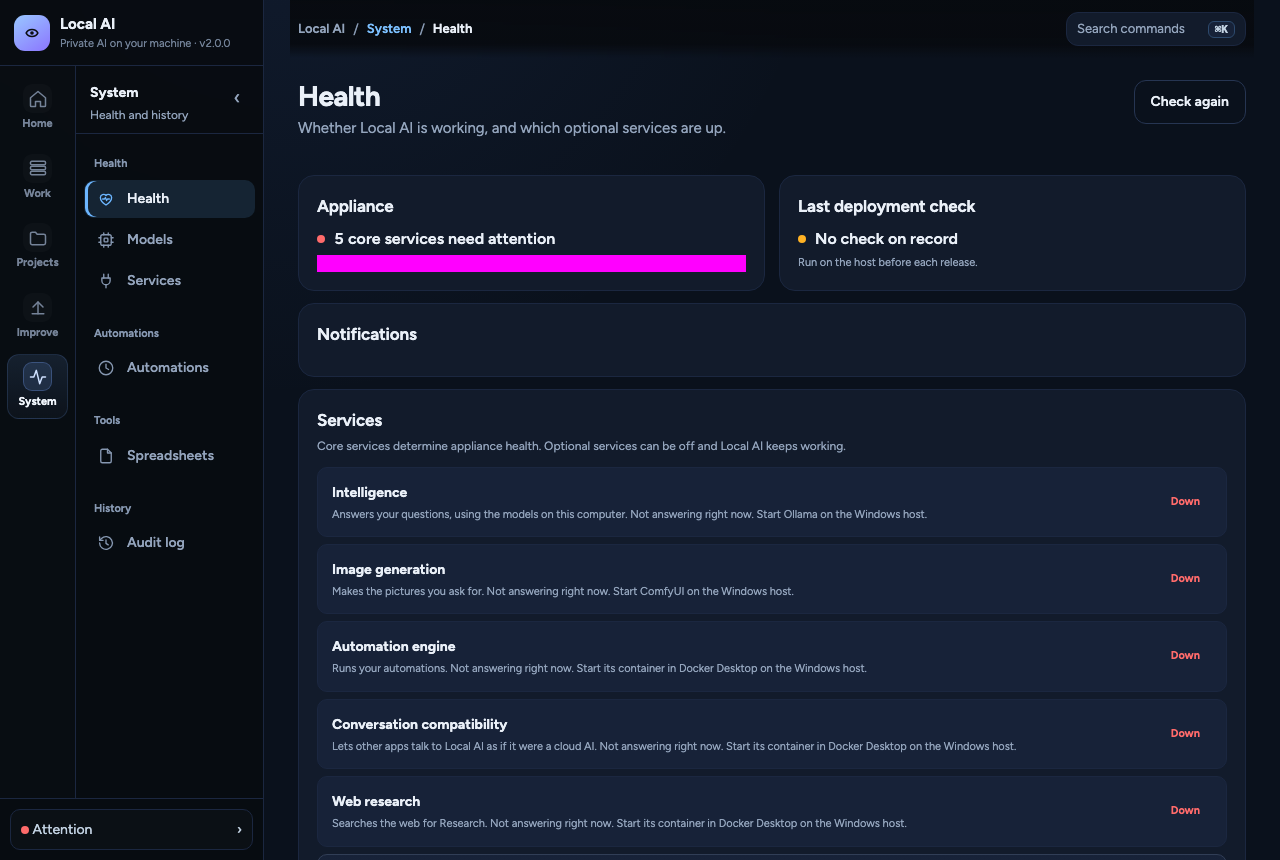 Local AI
Private AI on your machine · v2.0.0
Home
Work
Projects
Improve
System
System
Health and history
Health
Health
Models
Services
Automations
Automations
Tools
Spreadsheets
History
Audit log
Attention
Local AI / System / Health
Search commands ⌘K
Health
Whether Local AI is working, and which optional services are up.
Check again
Appliance
5 core services need attention
Last deployment check
No check on record
Run on the host before each release.
Notifications
Services
Core services determine appliance health. Optional services can be off and Local AI keeps working.
Intelligence
Answers your questions, using the models on this computer. Not answering right now. Start Ollama on the Windows host.
Down
Image generation
Makes the pictures you ask for. Not answering right now. Start ComfyUI on the Windows host.
Down
Automation engine
Runs your automations. Not answering right now. Start its container in Docker Desktop on the Windows host.
Down
Conversation compatibility
Lets other apps talk to Local AI as if it were a cloud AI. Not answering right now. Start its container in Docker Desktop on the Windows host.
Down
Web research
Searches the web for Research. Not answering right now. Start its container in Docker Desktop on the Windows host.
Down